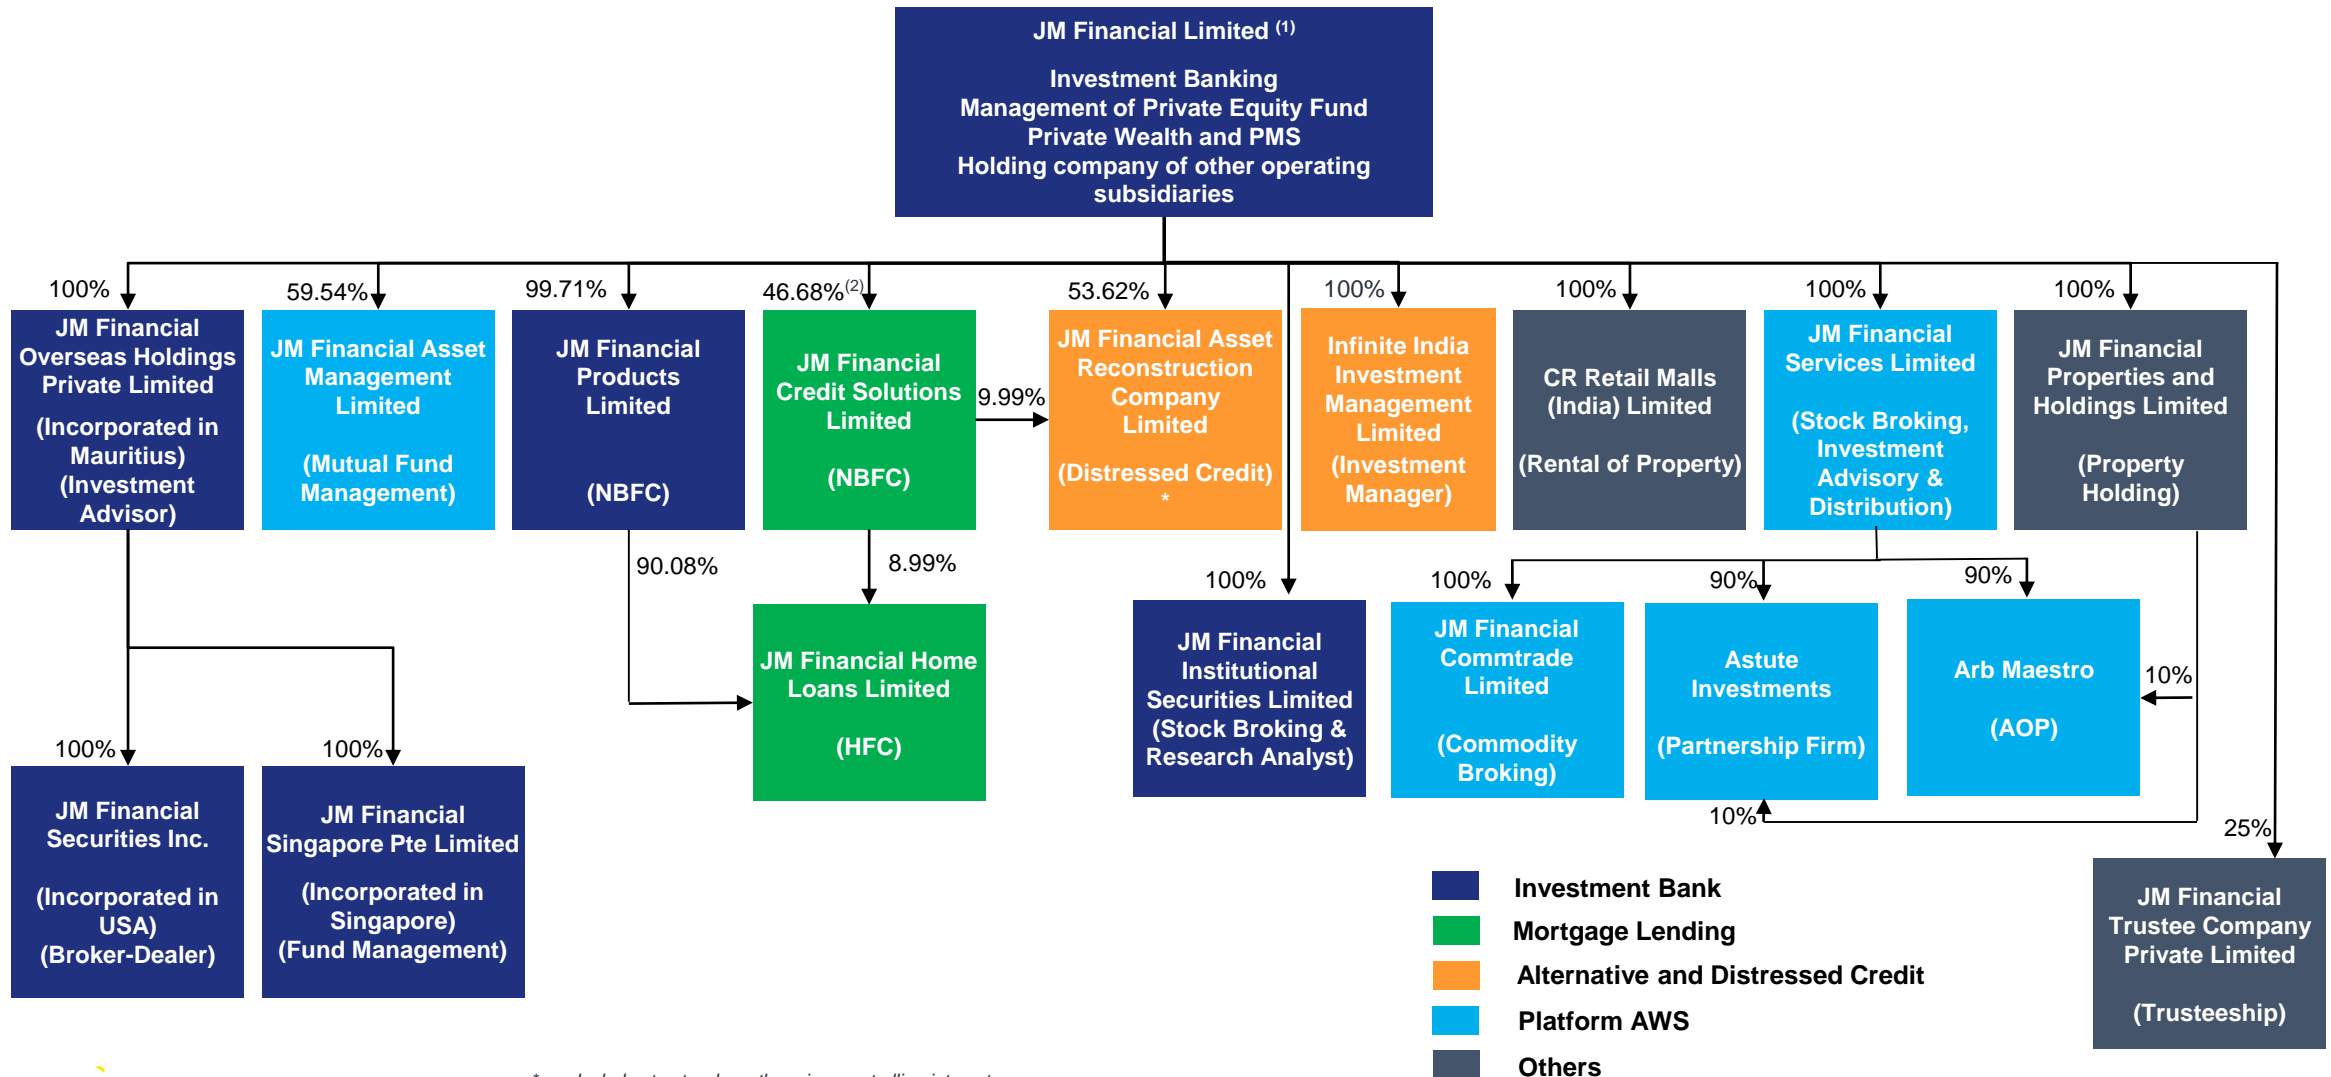 JM Financial Limited (1)
Investment Banking
Management of Private Equity Fund
Private Wealth and PMS
Holding company of other operating
subsidiaries
100%
59.54%
99.71%
46.68%(2)
53.62%
100%
100%
100%
100%
JM Financial
Overseas Holdings
Private Limited
(Incorporated in
Mauritius)
(Investment
Advisor)
JM Financial Asset
Management
Limited
(Mutual Fund
Management)
JM Financial
Products
Limited
(NBFC)
JM Financial
Credit Solutions
Limited
(NBFC)
9.99%
JM Financial Asset
Reconstruction
Company
Limited
(Distressed Credit)
*
Infinite India
Investment
Management
Limited
(Investment
Manager)
CR Retail Malls
(India) Limited
(Rental of Property)
JM Financial
Services Limited
(Stock Broking,
Investment
Advisory &
Distribution)
JM Financial
Properties and
Holdings Limited
(Property
Holding)
90.08%
8.99%
100%
100%
90%
90%
JM Financial Home
Loans Limited
(HFC)
JM Financial
Institutional
Securities Limited
(Stock Broking &
Research Analyst)
JM Financial
Commtrade
Limited
(Commodity
Broking)
Astute
Investments
(Partnership Firm)
Arb Maestro
(AOP)
10%
10%
25%
100%
100%
JM Financial
Securities Inc.
(Incorporated in
USA)
(Broker-Dealer)
JM Financial
Singapore Pte Limited
(Incorporated in
Singapore)
(Fund Management)
JM Financial
Trustee Company
Private Limited
(Trusteeship)
Investment Bank
Mortgage Lending
Alternative and Distressed Credit
Platform AWS
Others